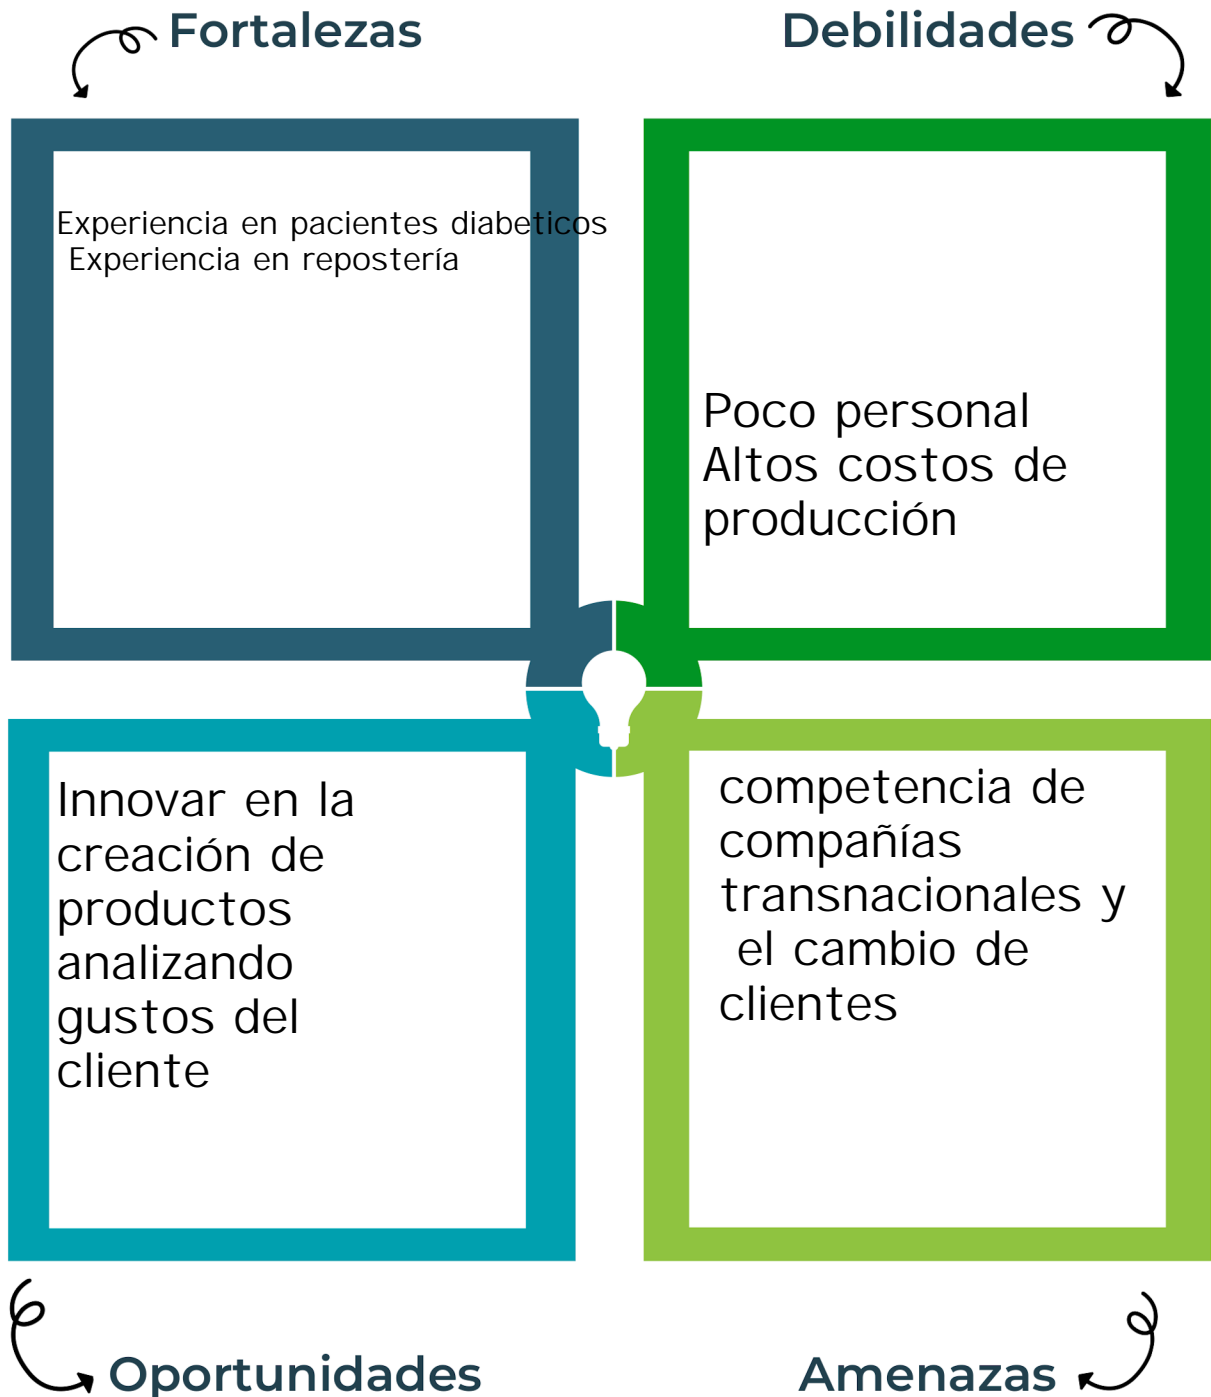 Fortalezas
Debilidades
Experiencia en pacientes diabeticos
Experiencia en repostería
Poco personal
Altos costos de
producción
Innovar en la
creación de
productos
analizando
gustos del
cliente
competencia de
compañías
transnacionales y
el cambio de
clientes
Oportunidades
Amenazas